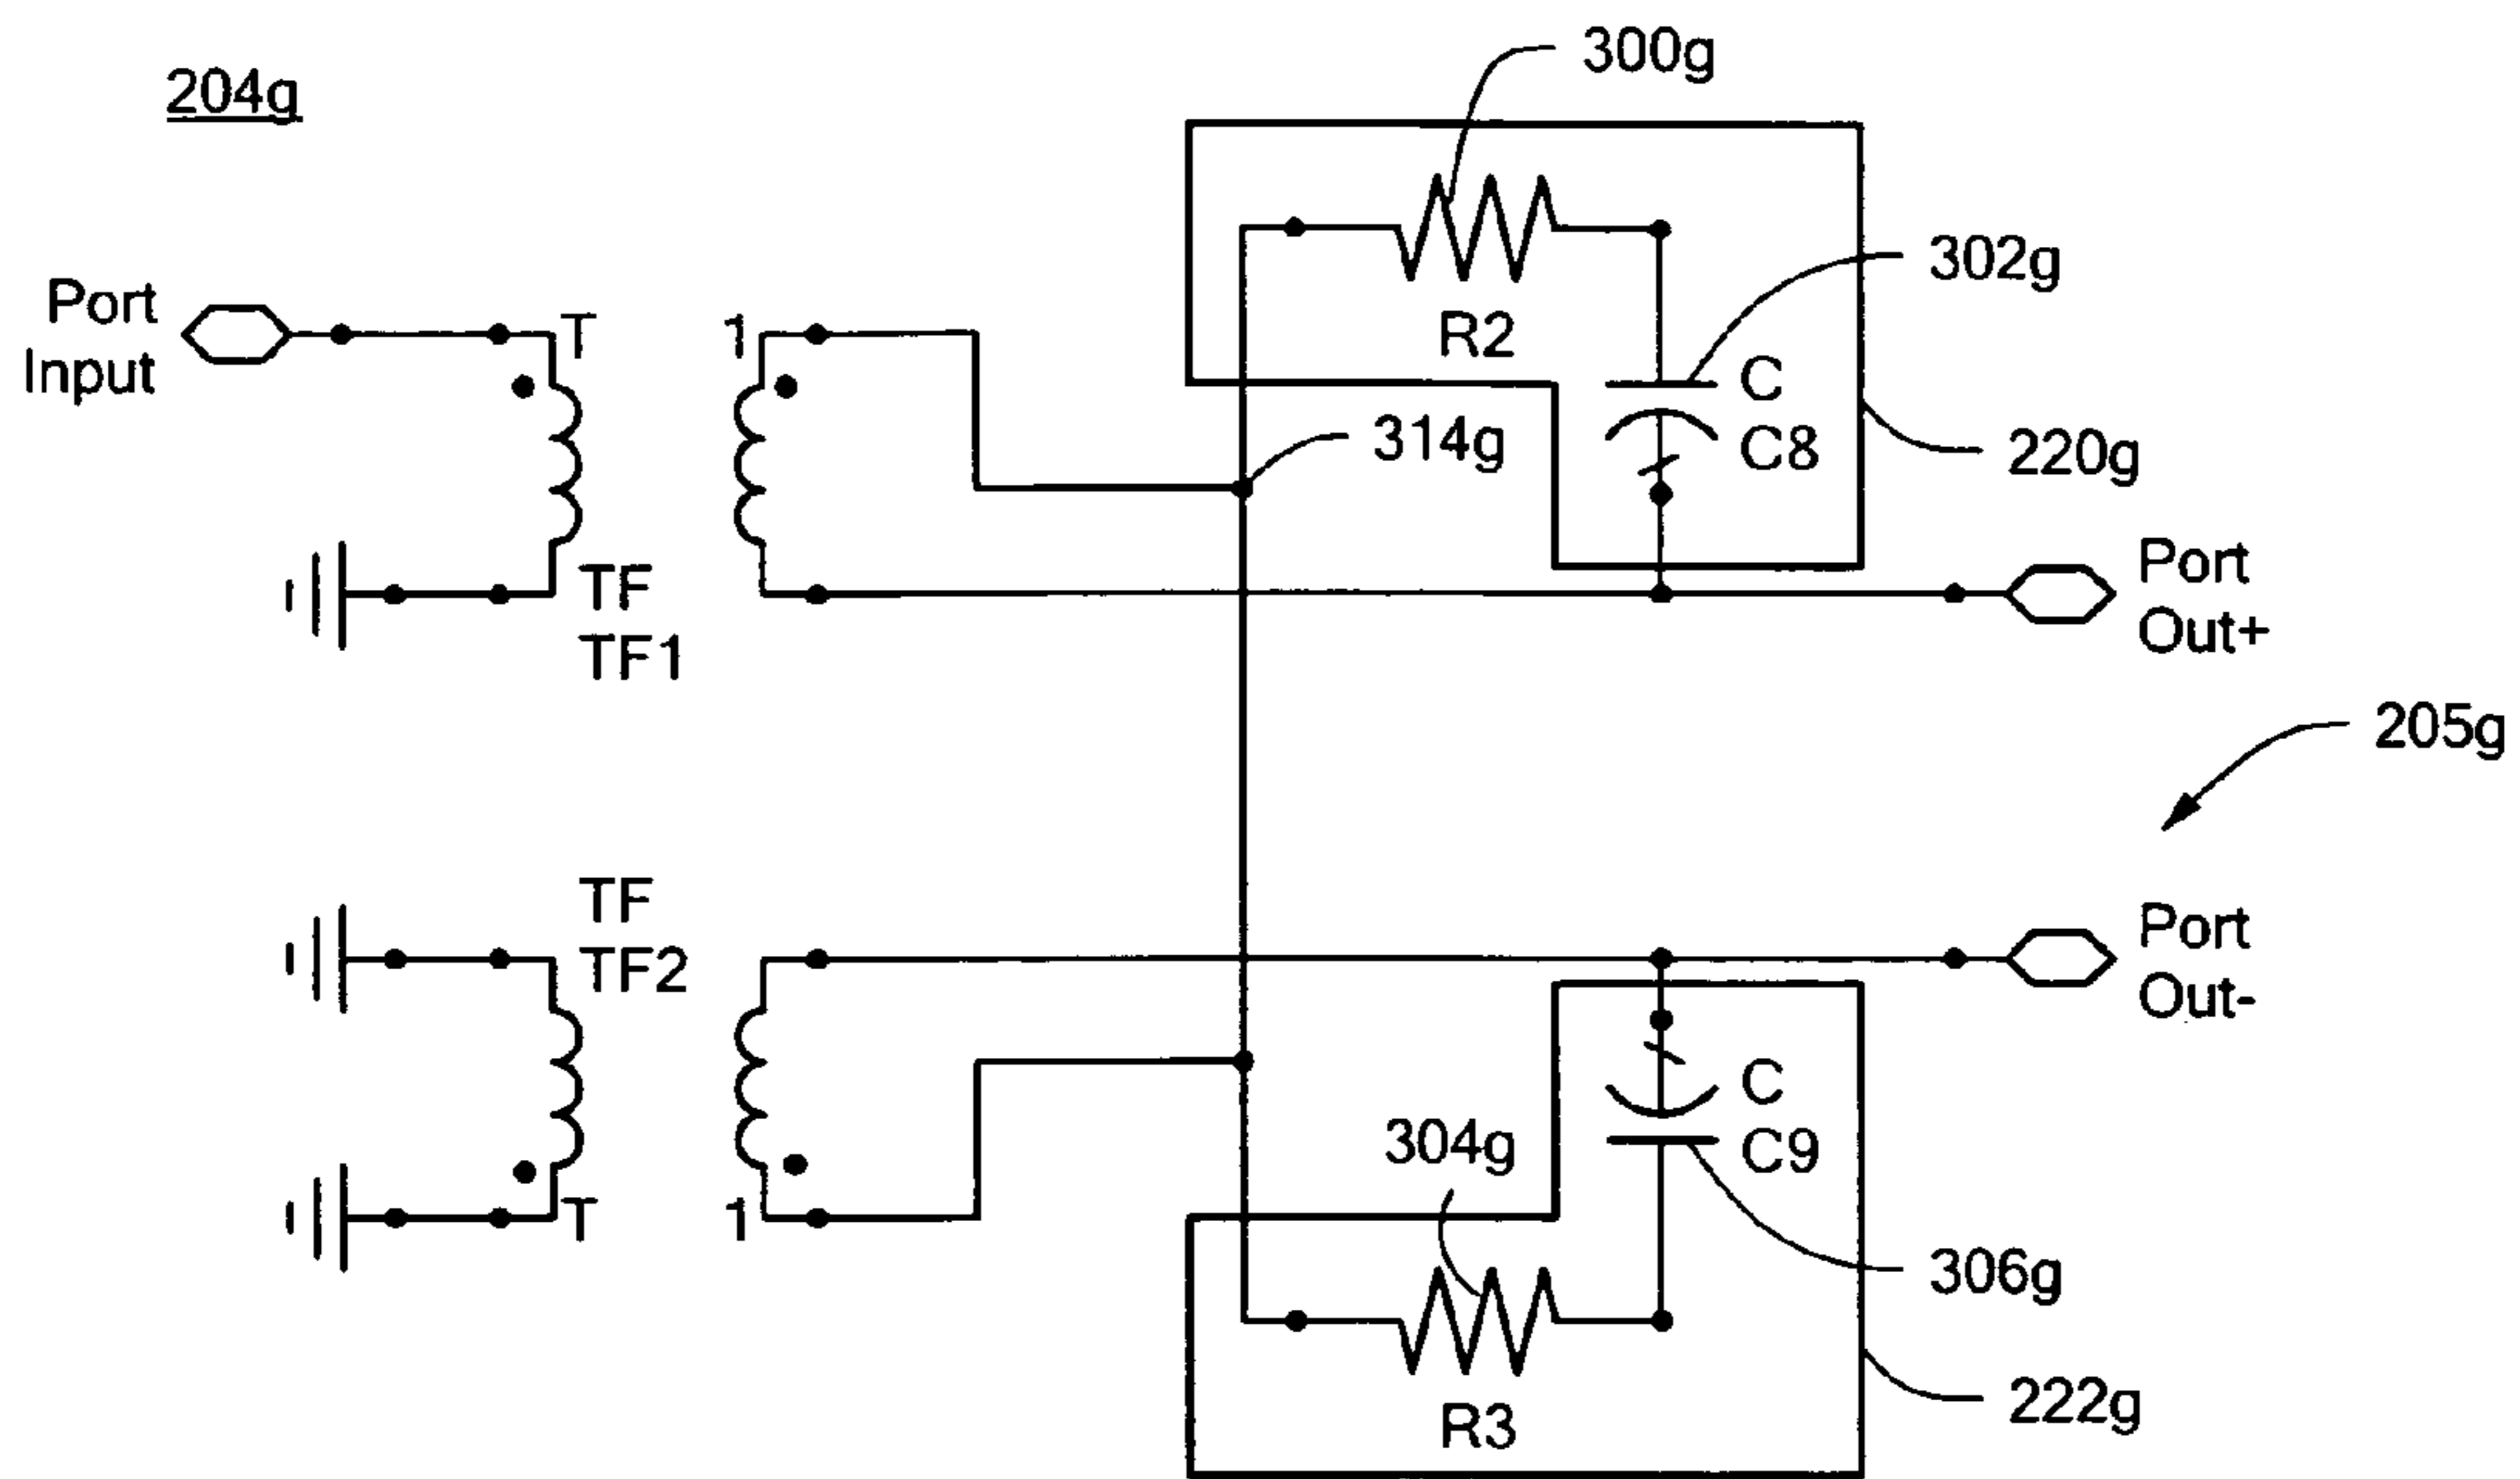 204g
300g
302g
R2
C
C8
Port
Input
T
1
314g
220g
TF
TF1
Port
Out+
205g
TF
TF2
Port
Out-
C
C9
304g
T
1
306g
R3
222g